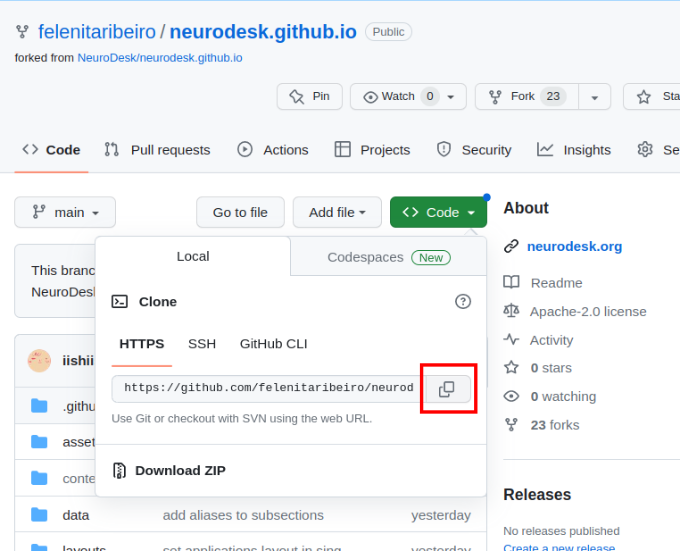 felenitaribeiro / neurodesk.github.io Public
forked from NeuroDesk/neurodesk.github.io
Pin Watch 0 Fork 23 Sta
Code Pull requests Actions Projects Security Insights Se
main Go to file Add file Code
About
neurodesk.org
Readme
Apache-2.0 license
Activity
0 stars
0 watching
23 forks
Releases
No releases published
Create a new release
Local Codespaces New
Clone
HTTPS SSH GitHub CLI
https://github.com/felenitaribeiro/neurod
Use Git or checkout with SVN using the web URL.
Download ZIP
This branc
NeuroDesl
iishii
.githu
asset
conte
data add aliases to subsections yesterday
layouts set applications layout in sing yesterday